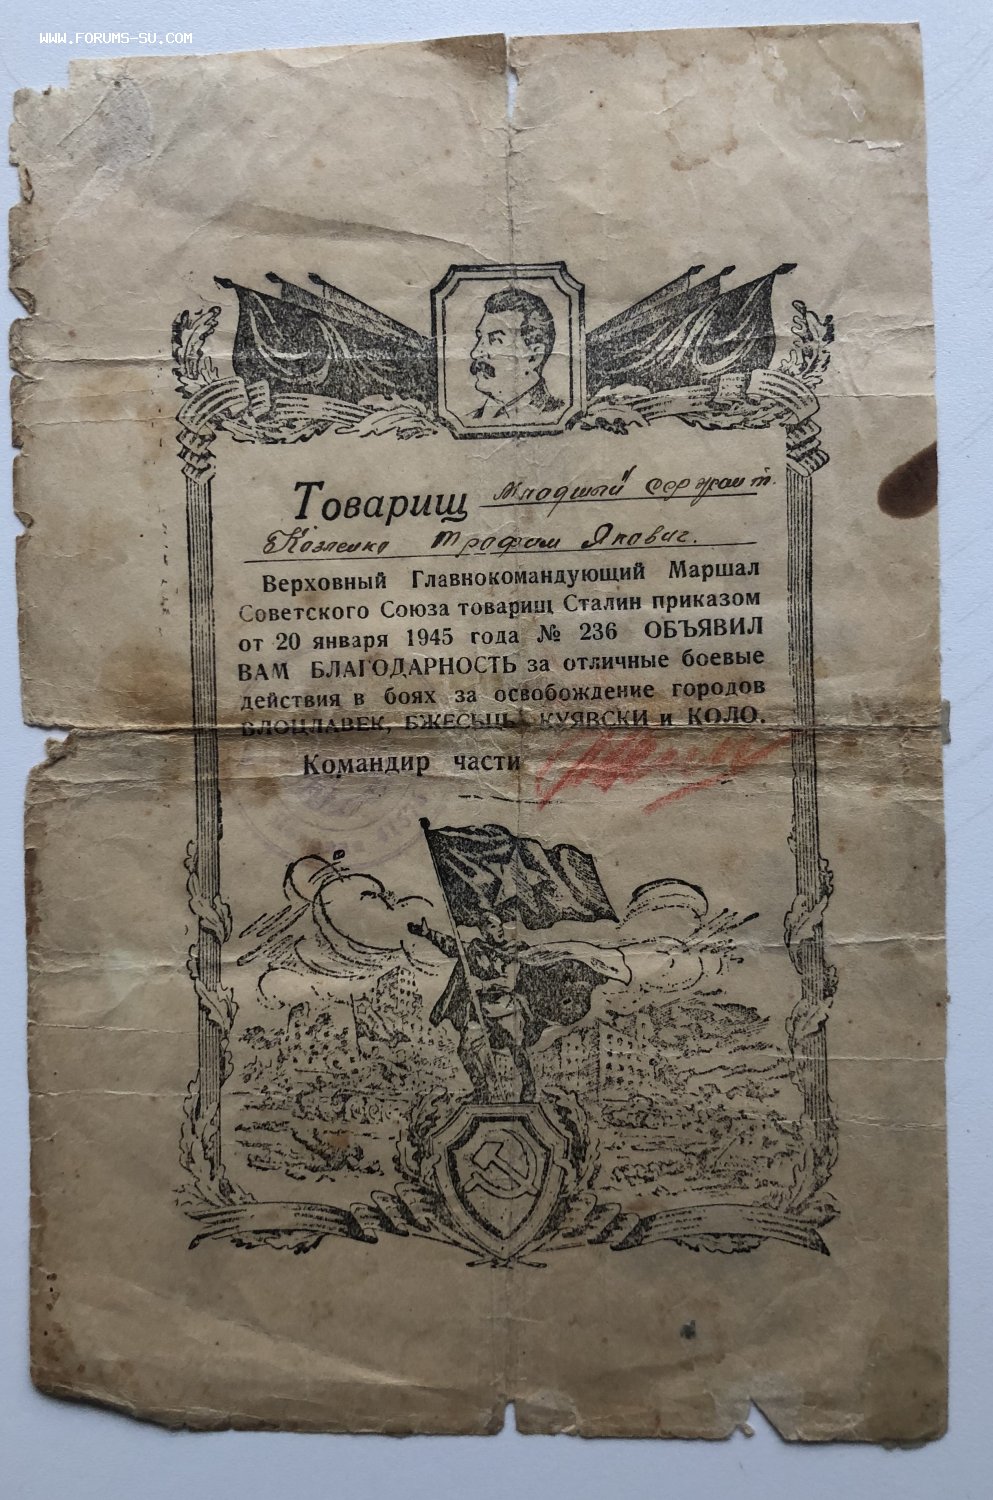 WWW.FORUMS-SU.COM
Товарищ младший сержант.
Козленко Трофим Яковлевич.
Верховный Главнокомандующий Маршал
Советского Союза товарищ Сталин приказом
от 20 января 1945 года № 236 ОБЪЯВИЛ
ВАМ БЛАГОДАРНОСТЬ за отличные боевые
действия в боях за освобождение городов
ВЛОЦЛАВЕК, БЖЕСЬЦЬ-КУЯВСКИ и КОЛО.
Командир части